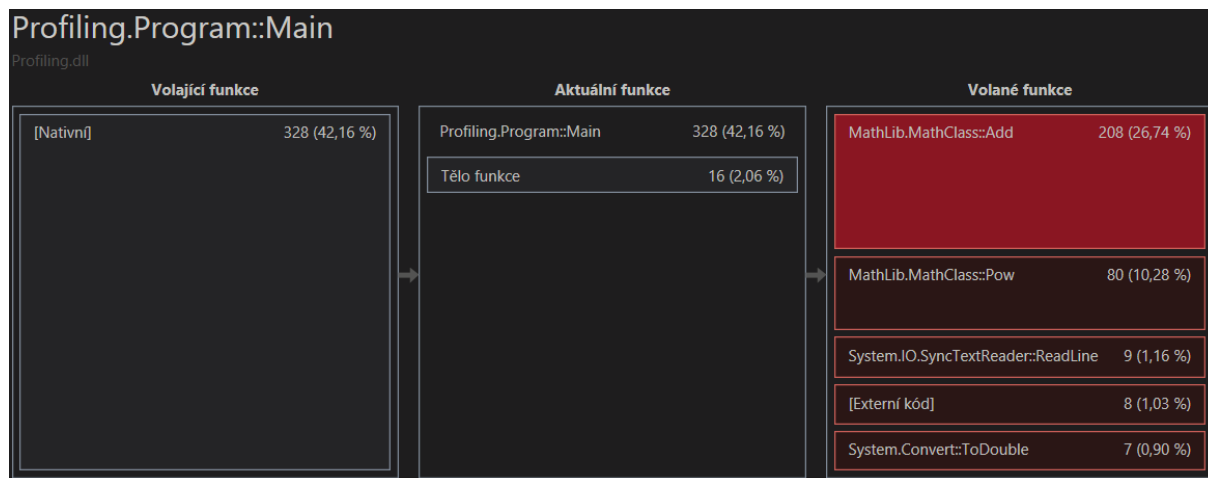 Profiling.Program::Main
Profiling.dll
Volající funkce
Aktuální funkce
Volané funkce
[Nativní] 328 (42,16 %)
Profiling.Program::Main 328 (42,16 %)
Tělo funkce 16 (2,06 %)
MathLib.MathClass::Add 208 (26,74 %)
MathLib.MathClass::Pow 80 (10,28 %)
System.IO.SyncTextReader::ReadLine 9 (1,16 %)
[Externí kód] 8 (1,03 %)
System.Convert::ToDouble 7 (0,90 %)